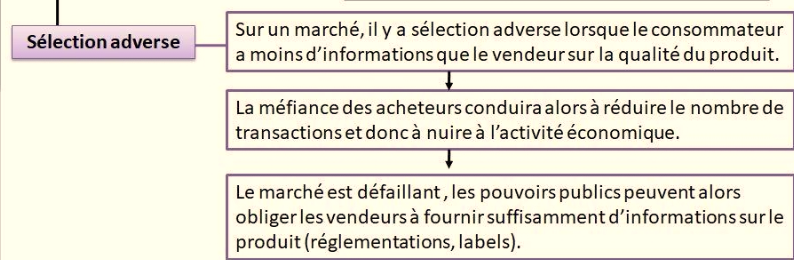 Sélection adverse
Sur un marché, il y a sélection adverse lorsque le consommateur
a moins d'informations que le vendeur sur la qualité du produit.
La méfiance des acheteurs conduira alors à réduire le nombre de
transactions et donc à nuire à l'activité économique.
Le marché est défaillant, les pouvoirs publics peuvent alors
obliger les vendeurs à fournir suffisamment d'informations sur le
produit (réglementations, labels).